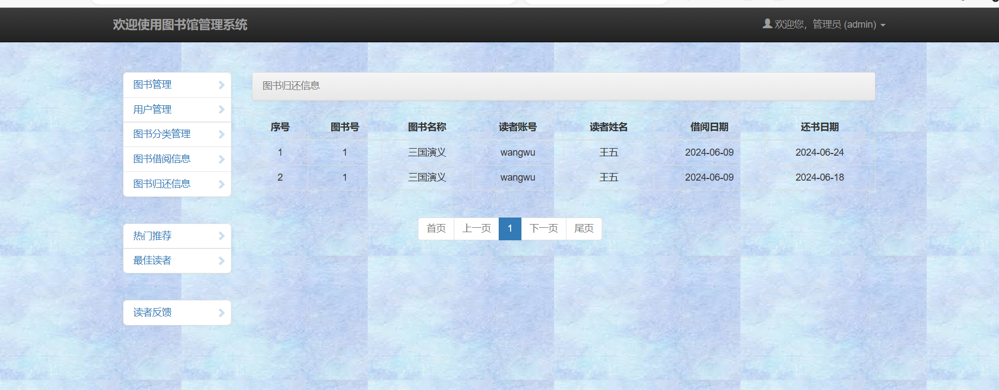 欢迎使用图书馆管理系统
欢迎您，管理员 (admin)
图书管理
用户管理
图书分类管理
图书借阅信息
图书归还信息
热门推荐
最佳读者
读者反馈
图书归还信息
序号 图书号 图书名称 读者账号 读者姓名 借阅日期 还书日期
1 1 三国演义 wangwu 王五 2024-06-09 2024-06-24
2 1 三国演义 wangwu 王五 2024-06-09 2024-06-18
首页 上一页 1 下一页 尾页